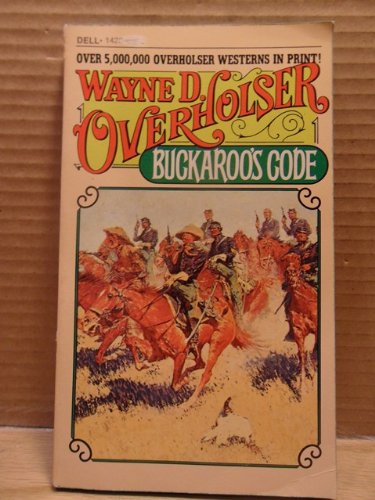 DELL
OVER 5,000,000 OVERHOLSER WESTERNS IN PRINT!
WAYNE D.
OVERHOLSER
BUCKAROO'S CODE